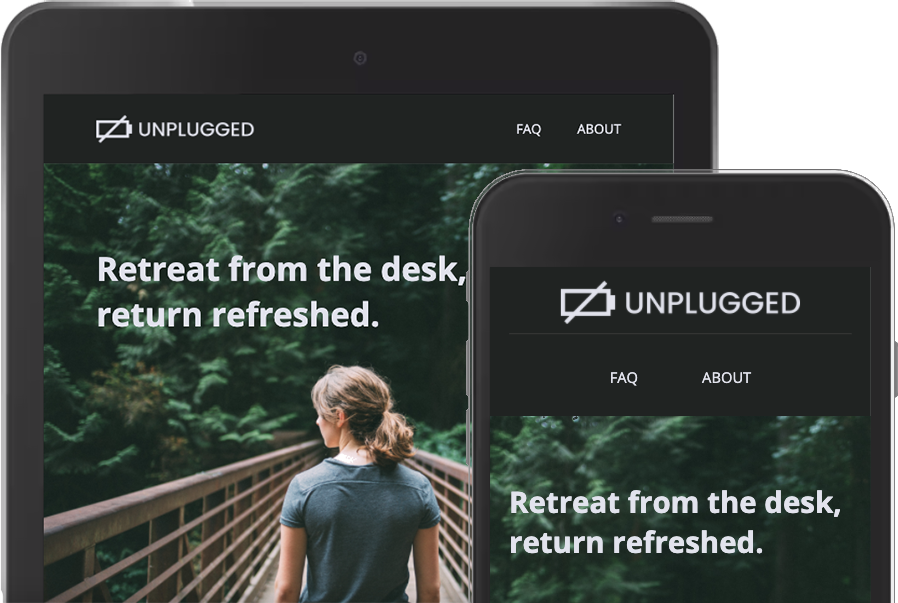 UNPLUGGED
FAQ
ABOUT
Retreat from the desk,
return refreshed.
UNPLUGGED
FAQ
ABOUT
Retreat from the desk,
return refreshed.